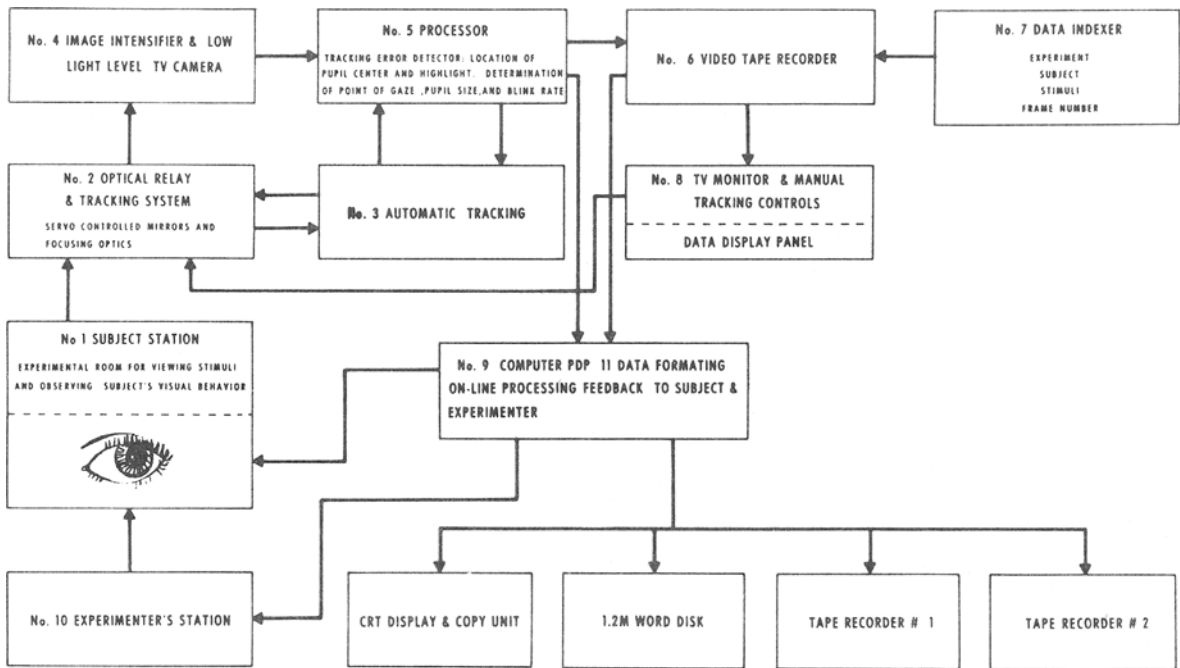 No. 4 IMAGE INTENSIFIER & LOW
LIGHT LEVEL TV CAMERA
No. 5 PROCESSOR
TRACKING ERROR DETECTOR: LOCATION OF
PUPIL CENTER AND HIGHLIGHT. DETERMINATION
OF POINT OF GAZE ,PUPIL SIZE,AND BLINK RATE
No. 6 VIDEO TAPE RECORDER
No. 7 DATA INDEXER
EXPERIMENT
SUBJECT
STIMULI
FRAME NUMBER
No. 2 OPTICAL RELAY
& TRACKING SYSTEM
SERVO CONTROLLED MIRRORS AND
FOCUSING OPTICS
No. 3 AUTOMATIC TRACKING
No. 8 TV MONITOR & MANUAL
TRACKING CONTROLS
DATA DISPLAY PANEL
No 1 SUBJECT STATION
EXPERIMENTAL ROOM FOR VIEWING STIMULI
AND OBSERVING SUBJECT'S VISUAL BEHAVIOR
No. 9 COMPUTER PDP 11 DATA FORMATING
ON-LINE PROCESSING FEEDBACK TO SUBJECT &
EXPERIMENTER
No. 10 EXPERIMENTER'S STATION
CRT DISPLAY & COPY UNIT
1.2M WORD DISK
TAPE RECORDER # 1
TAPE RECORDER # 2